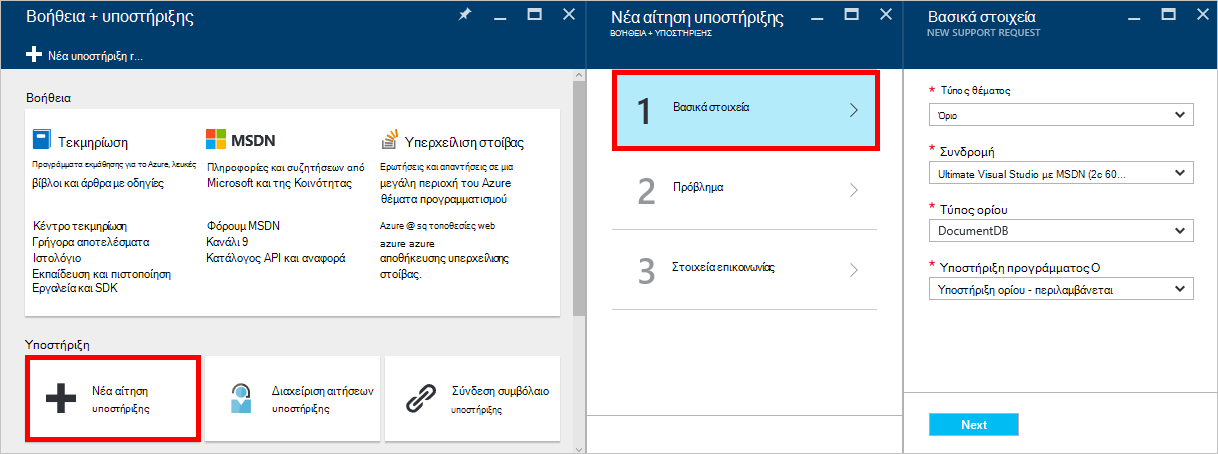 Βοήθεια + υποστήριξης
Νέα υποστήριξη r...
Βοήθεια
Τεκμηρίωση
Προγράμματα εκμάθησης για το Azure, λευκές
βίβλοι και άρθρα με οδηγίες
Κέντρο τεκμηρίωση
Γρήγορα αποτελέσματα
Ιστολόγιο
Εκπαίδευση και πιστοποίηση
Εργαλεία και SDK
MSDN
Πληροφορίες και συζητήσεων από
Microsoft και της Κοινότητας
Φόρουμ MSDN
Κανάλι 9
Κατάλογος API και αναφορά
Υπερχείλιση στοίβας
Ερωτήσεις και απαντήσεις σε μια
μεγάλη περιοχή του Azure
θέματα προγραμματισμού
Azure @ sq τοποθεσίες web
azure azure
αποθήκευσης υπερχείλισης
στοίβας.
Υποστήριξη
Νέα αίτηση
υποστήριξης
Διαχείριση αιτήσεων
υποστήριξης
Σύνδεση συμβόλαιο
υποστήριξης
Νέα αίτηση υποστήριξης
ΒΟΉΘΕΙΑ + ΥΠΟΣΤΉΡΙΞΗΣ
1 Βασικά στοιχεία
2 Πρόβλημα
3 Στοιχεία επικοινωνίας
Βασικά στοιχεία
NEW SUPPORT REQUEST
* Τύπος θέματος
Όριο
* Συνδρομή
Ultimate Visual Studio με MSDN (2c 60...
* Τύπος ορίου
DocumentDB
* Υποστήριξη προγράμματος Ο
Υποστήριξη ορίου - περιλαμβάνεται
Next